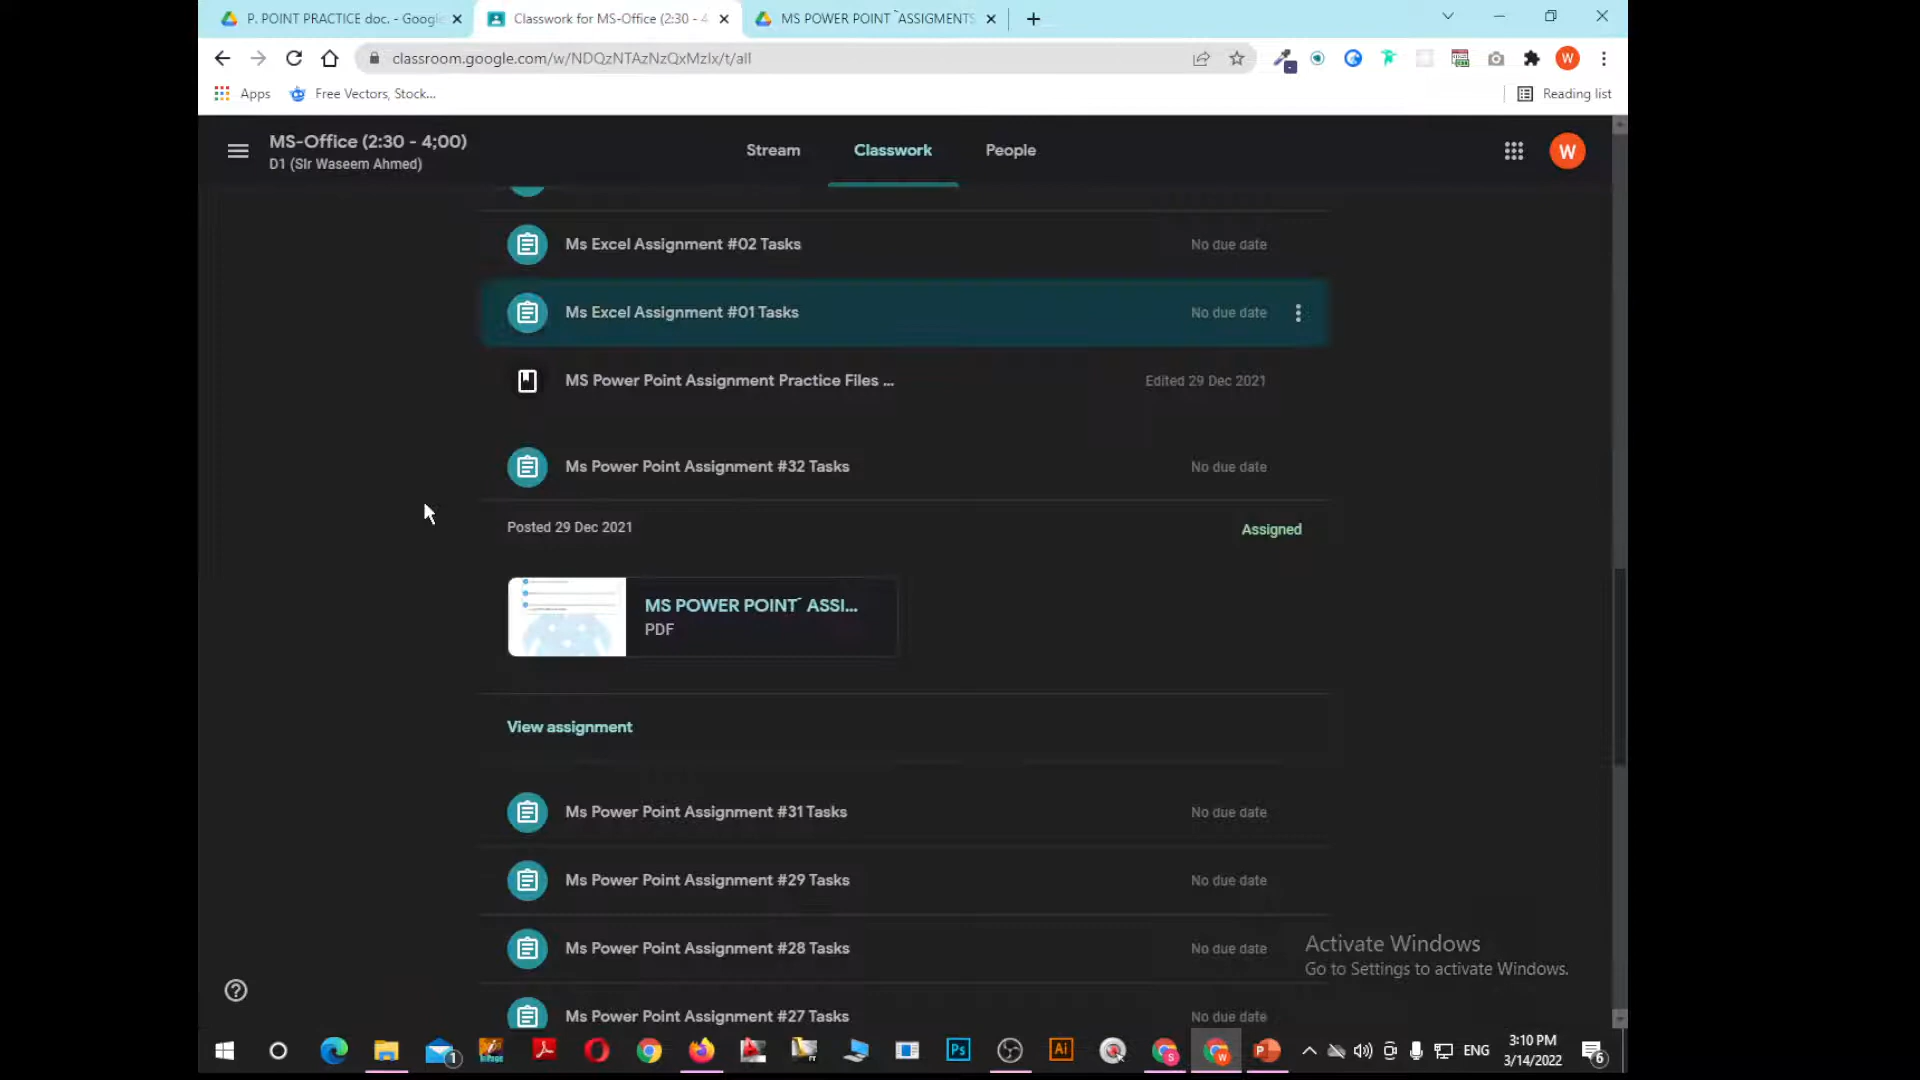 P. POINT PRACTICE doc. - Google
Classwork for MS-Office (2:30 - 4
MS POWER POINT ˜ASSIGMENTS
classroom.google.com/w/NDQzNTAzNzQxMzIx/t/all
Apps
Free Vectors, Stock...
Reading list
MS-Office (2:30 - 4;00)
D1 (SIr Waseem Ahmed)
Stream
Classwork
People
W
W
Ms Excel Assignment #02 Tasks
No due date
Ms Excel Assignment #01 Tasks
No due date
MS Power Point Assignment Practice Files ...
Edited 29 Dec 2021
Ms Power Point Assignment #32 Tasks
No due date
Posted 29 Dec 2021
Assigned
MS POWER POINT˜ ASSI...
PDF
View assignment
Ms Power Point Assignment #31 Tasks
No due date
Ms Power Point Assignment #29 Tasks
No due date
Ms Power Point Assignment #28 Tasks
No due date
Activate Windows
Go to Settings to activate Windows.
Ms Power Point Assignment #27 Tasks
No due date
1
Ps
Ai
S
W
P
ENG
3:10 PM
3/14/2022
6